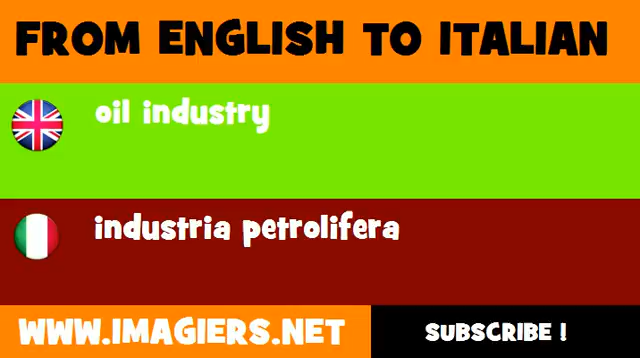 FROM ENGLISH TO ITALIAN
oil industry
industria petrolifera
WWW.IMAGIERS.NET
SUBSCRIBE !